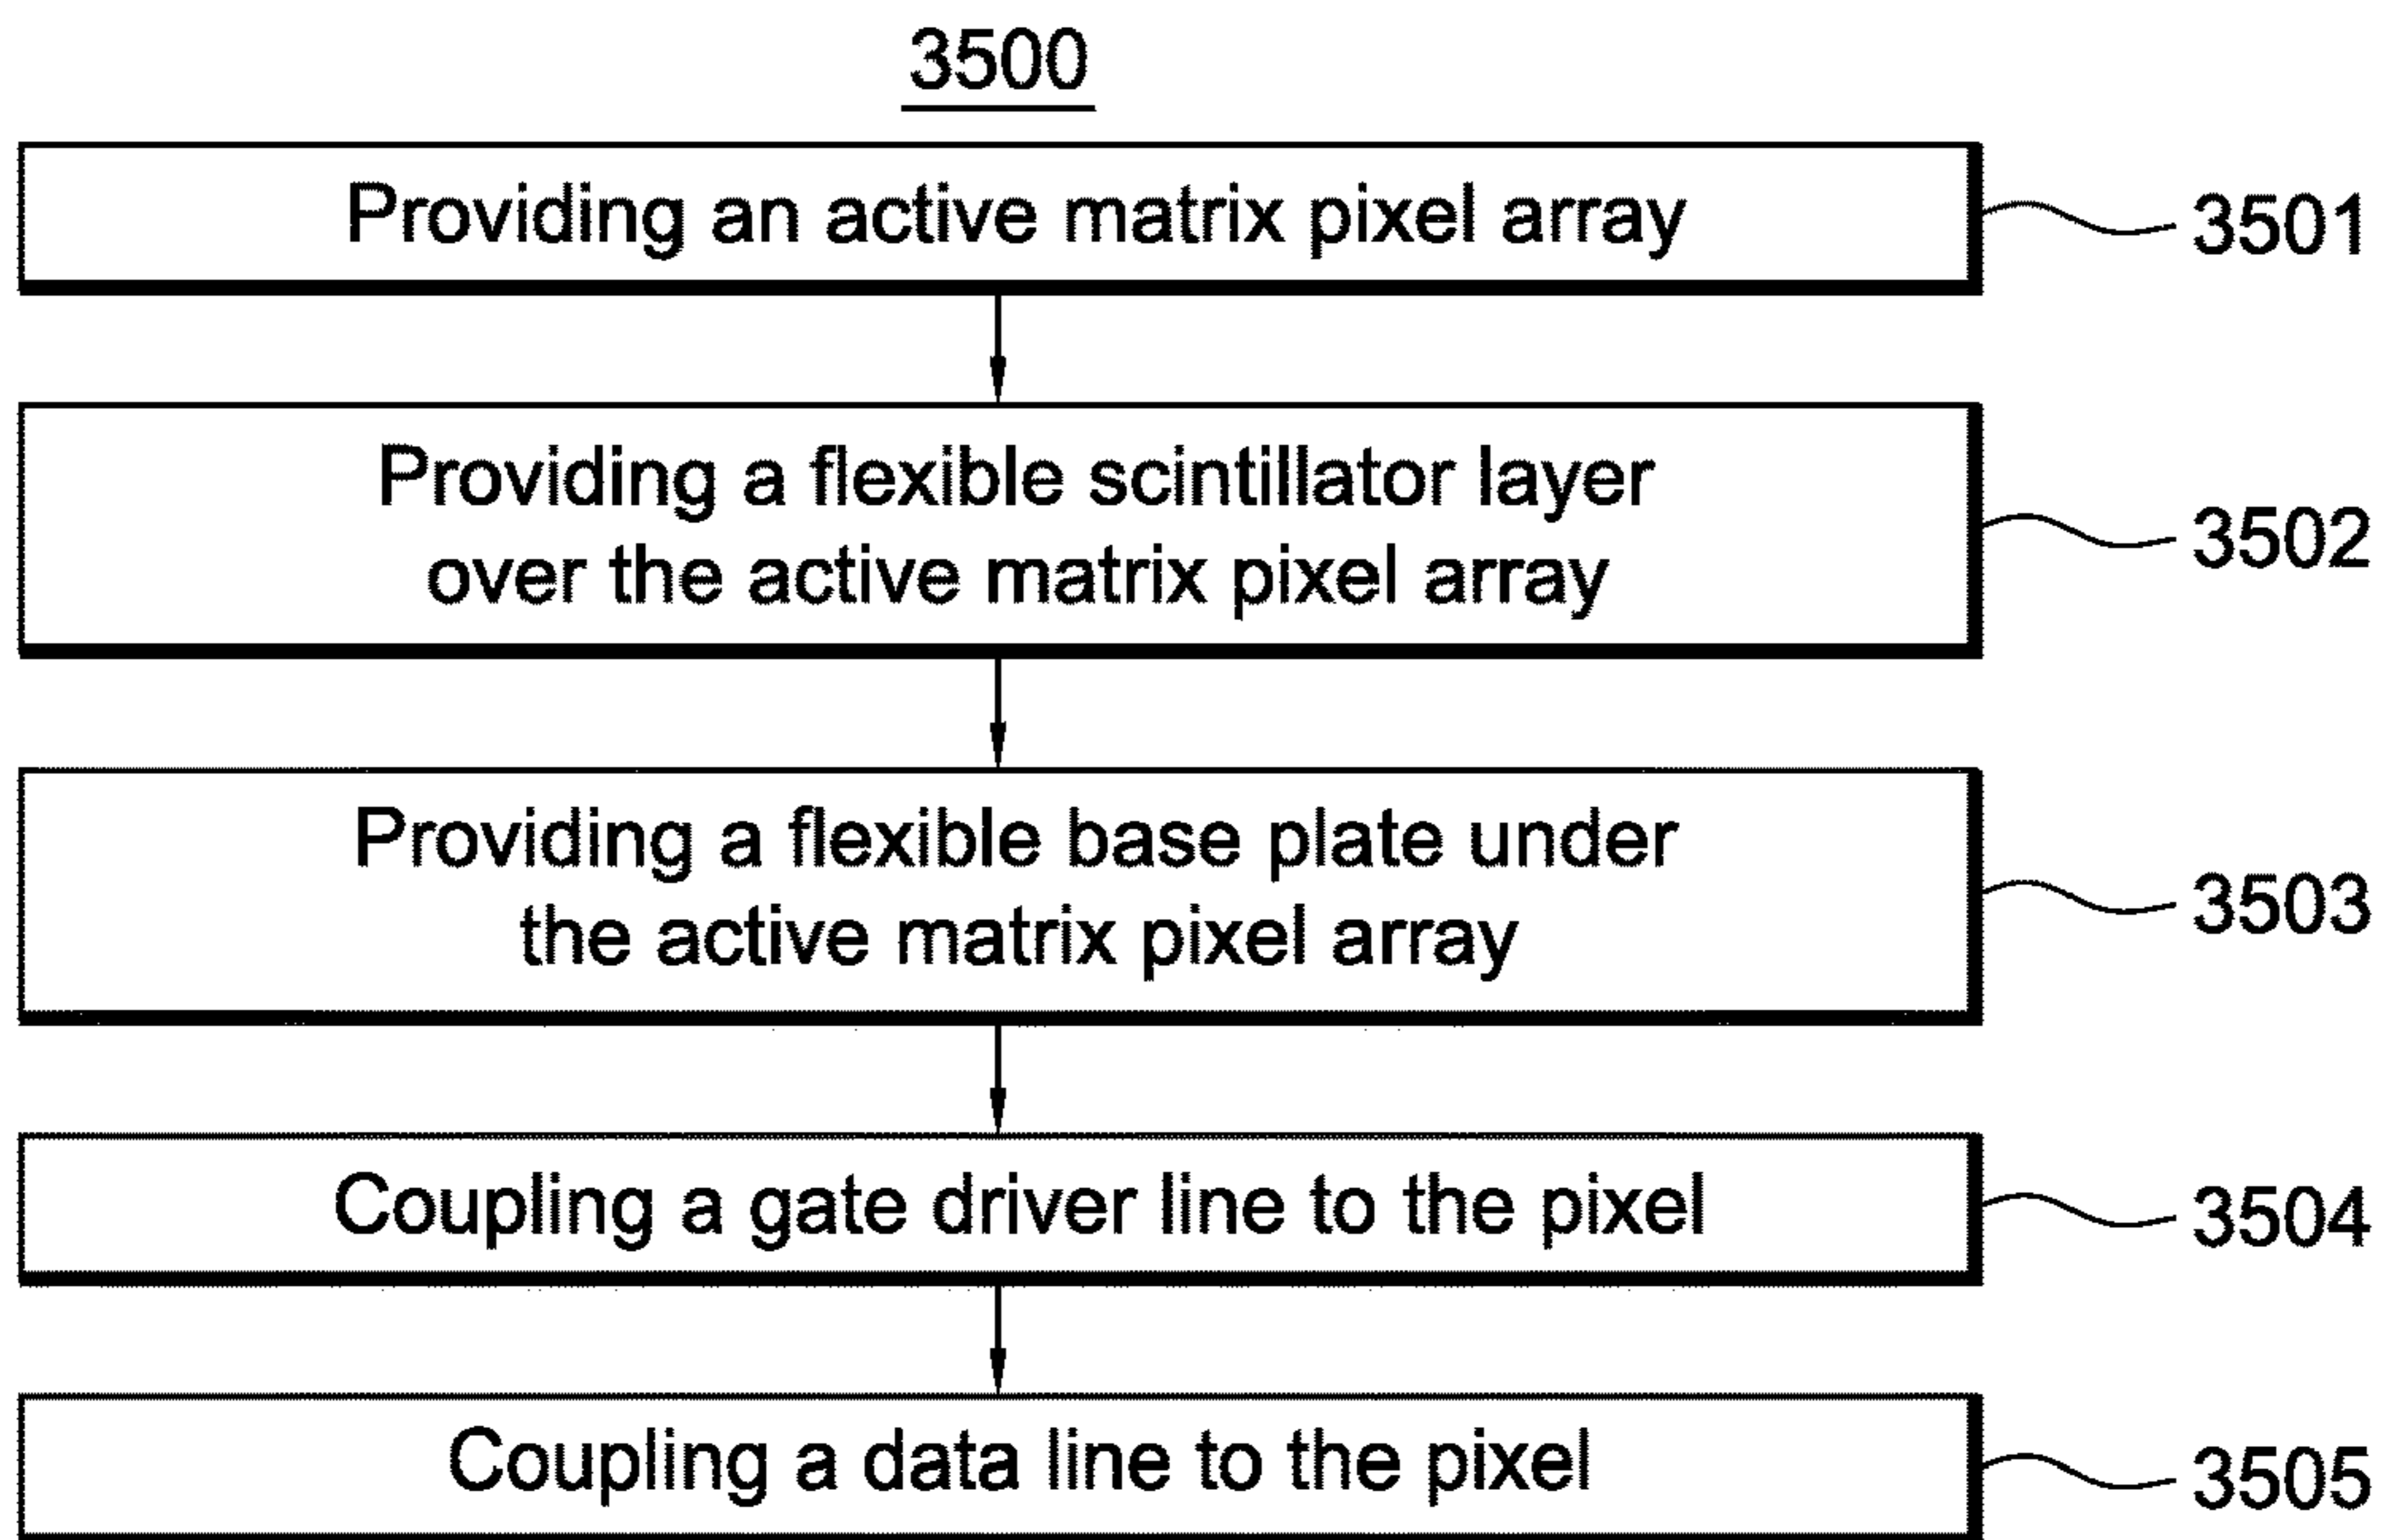 3500
Providing an active matrix pixel array
3501
Providing a flexible scintillator layer
over the active matrix pixel array
3502
Providing a flexible base plate under
the active matrix pixel array
3503
Coupling a gate driver line to the pixel
3504
Coupling a data line to the pixel
3505